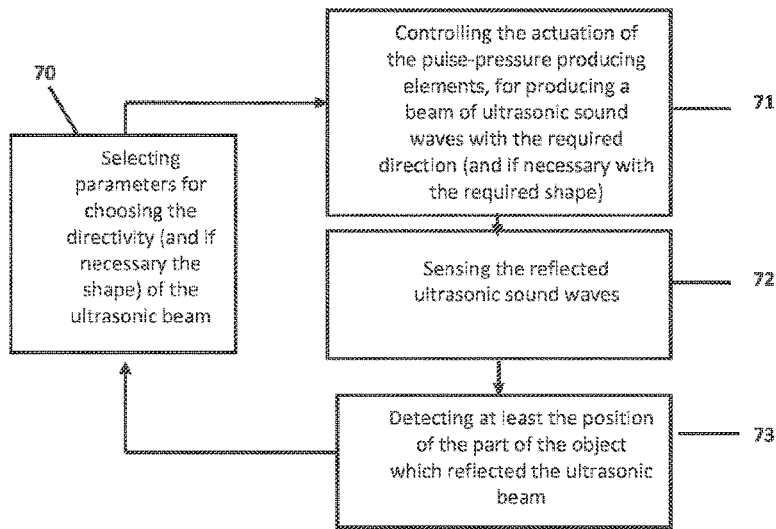 70
Selecting
parameters for
choosing the
directivity (and if
necessary the
shape) of the
ultrasonic beam
Controlling the actuation of
the pulse-pressure producing
elements, for producing a
beam of ultrasonic sound
waves with the required
direction (and if necessary with
the required shape)
71
Sensing the reflected
ultrasonic sound waves
72
Detecting at least the position
of the part of the object
which reflected the ultrasonic
beam
73